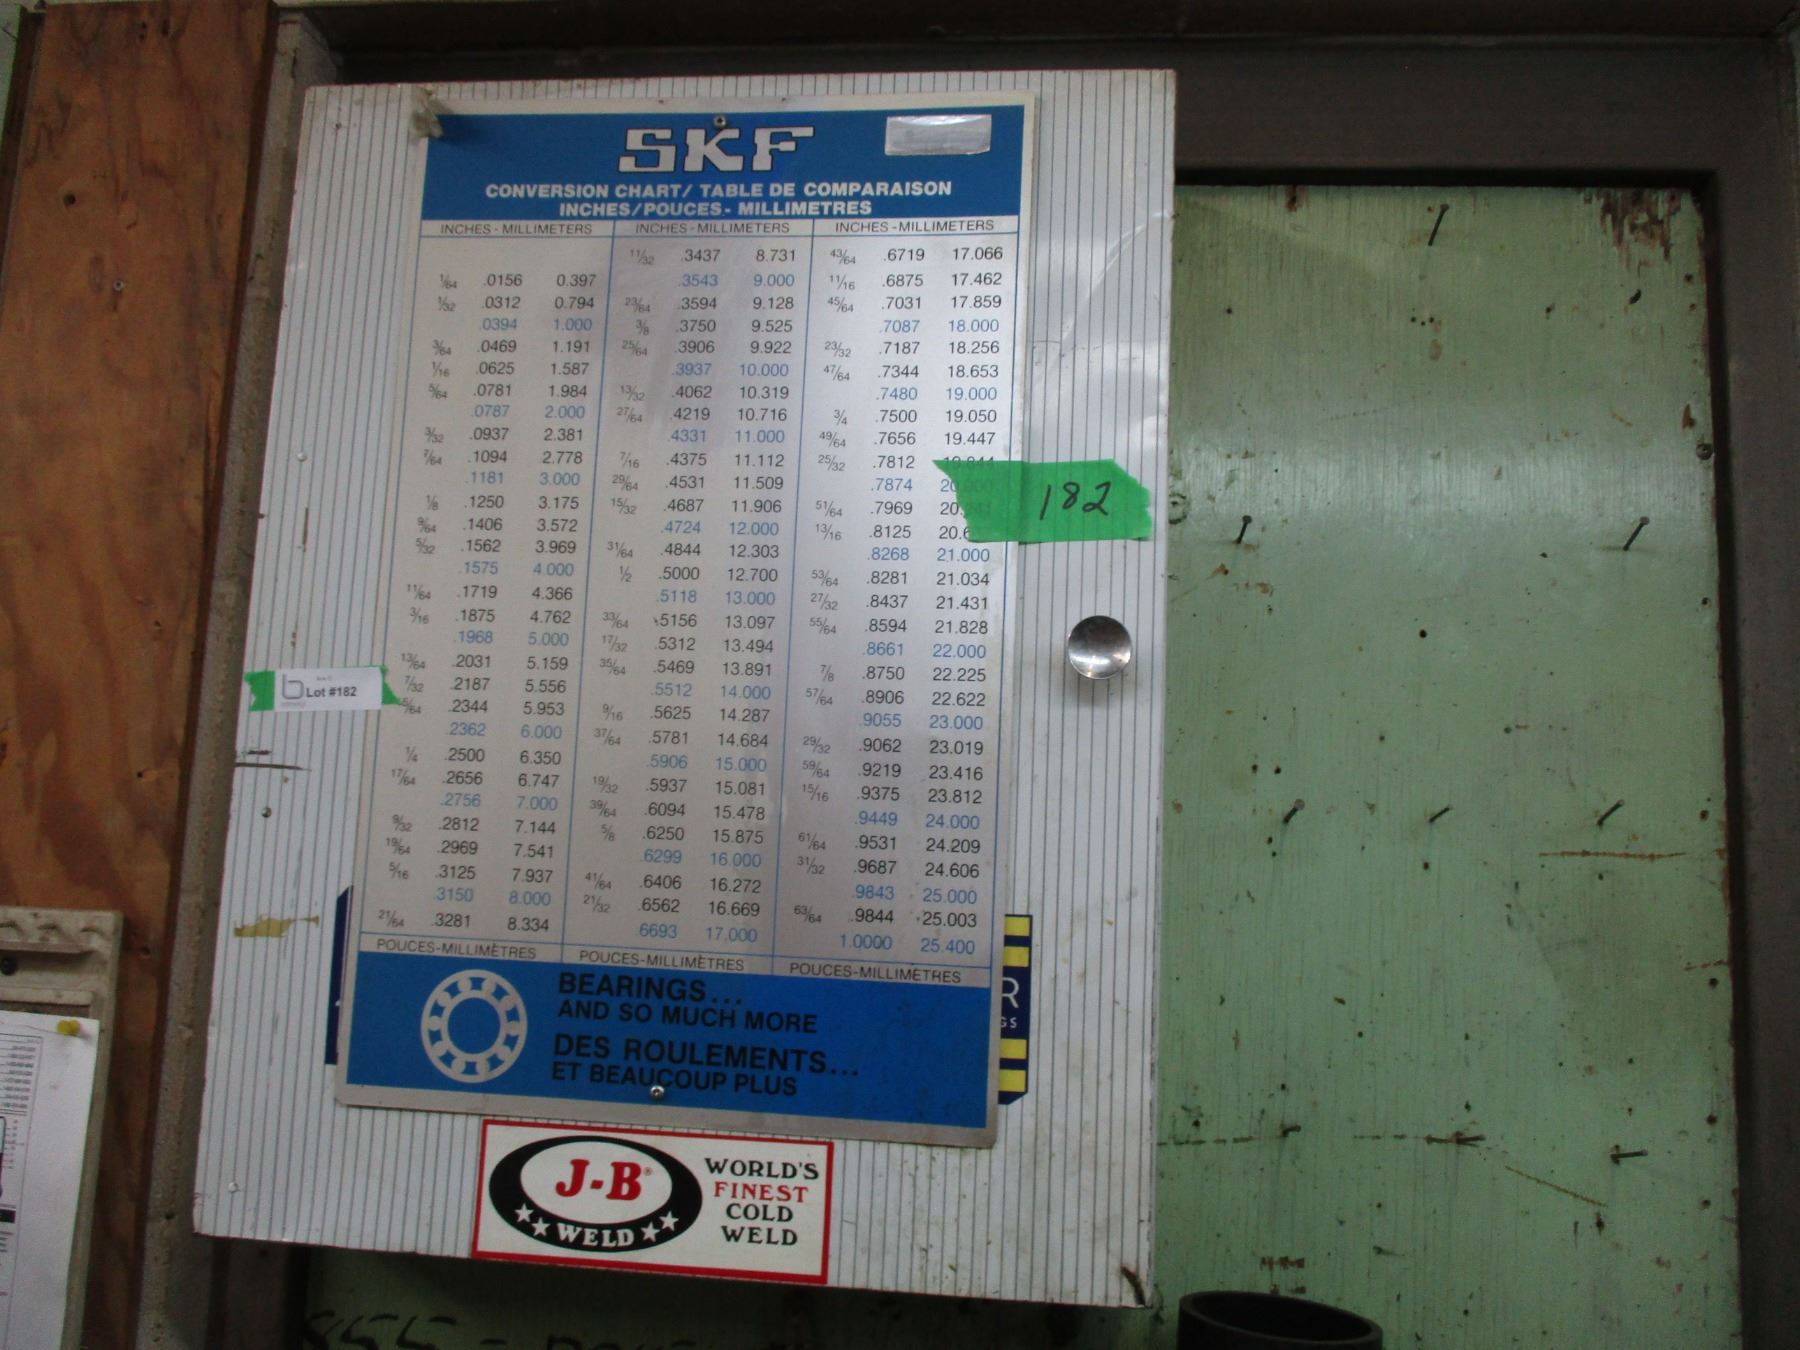 SKF
CONVERSION CHART/ TABLE DE COMPARAISON
INCHES/POUCES - MILLIMETRES
INCHES - MILLIMETERS
1/64 .0156 0.397
1/32 .0312 0.794
.0394 1.000
3/64 .0469 1.191
1/16 .0625 1.587
5/64 .0781 1.984
.0787 2.000
3/32 .0937 2.381
7/64 .1094 2.778
.1181 3.000
1/8 .1250 3.175
9/64 .1406 3.572
5/32 .1562 3.969
.1575 4.000
11/64 .1719 4.366
3/16 .1875 4.762
.1968 5.000
13/64 .2031 5.159
7/32 .2187 5.556
15/64 .2344 5.953
.2362 6.000
1/4 .2500 6.350
17/64 .2656 6.747
.2756 7.000
9/32 .2812 7.144
19/64 .2969 7.541
5/16 .3125 7.937
.3150 8.000
21/64 .3281 8.334
POUCES-MILLIMÈTRES
INCHES - MILLIMETERS
11/32 .3437 8.731
.3543 9.000
23/64 .3594 9.128
3/8 .3750 9.525
25/64 .3906 9.922
.3937 10.000
13/32 .4062 10.319
27/64 .4219 10.716
.4331 11.000
7/16 .4375 11.112
29/64 .4531 11.509
15/32 .4687 11.906
.4724 12.000
31/64 .4844 12.303
1/2 .5000 12.700
.5118 13.000
33/64 .5156 13.097
17/32 .5312 13.494
35/64 .5469 13.891
.5512 14.000
9/16 .5625 14.287
37/64 .5781 14.684
.5906 15.000
19/32 .5937 15.081
39/64 .6094 15.478
5/8 .6250 15.875
.6299 16.000
41/64 .6406 16.272
21/32 .6562 16.669
.6693 17.000
POUCES-MILLIMÈTRES
INCHES - MILLIMETERS
43/64 .6719 17.066
11/16 .6875 17.462
45/64 .7031 17.859
.7087 18.000
23/32 .7187 18.256
47/64 .7344 18.653
.7480 19.000
3/4 .7500 19.050
49/64 .7656 19.447
25/32 .7812 19.844
.7874 20.000
51/64 .7969
13/16 .8125
.8268 21.000
53/64 .8281 21.034
27/32 .8437 21.431
55/64 .8594 21.828
.8661 22.000
7/8 .8750 22.225
57/64 .8906 22.622
.9055 23.000
29/32 .9062 23.019
59/64 .9219 23.416
15/16 .9375 23.812
.9449 24.000
61/64 .9531 24.209
31/32 .9687 24.606
.9843 25.000
63/64 .9844 25.003
1.0000 25.400
POUCES-MILLIMÈTRES
182
Lot #182
BEARINGS...
AND SO MUCH MORE
DES ROULEMENTS...
ET BEAUCOUP PLUS
J-B®
WELD
WORLD'S
FINEST
COLD
WELD